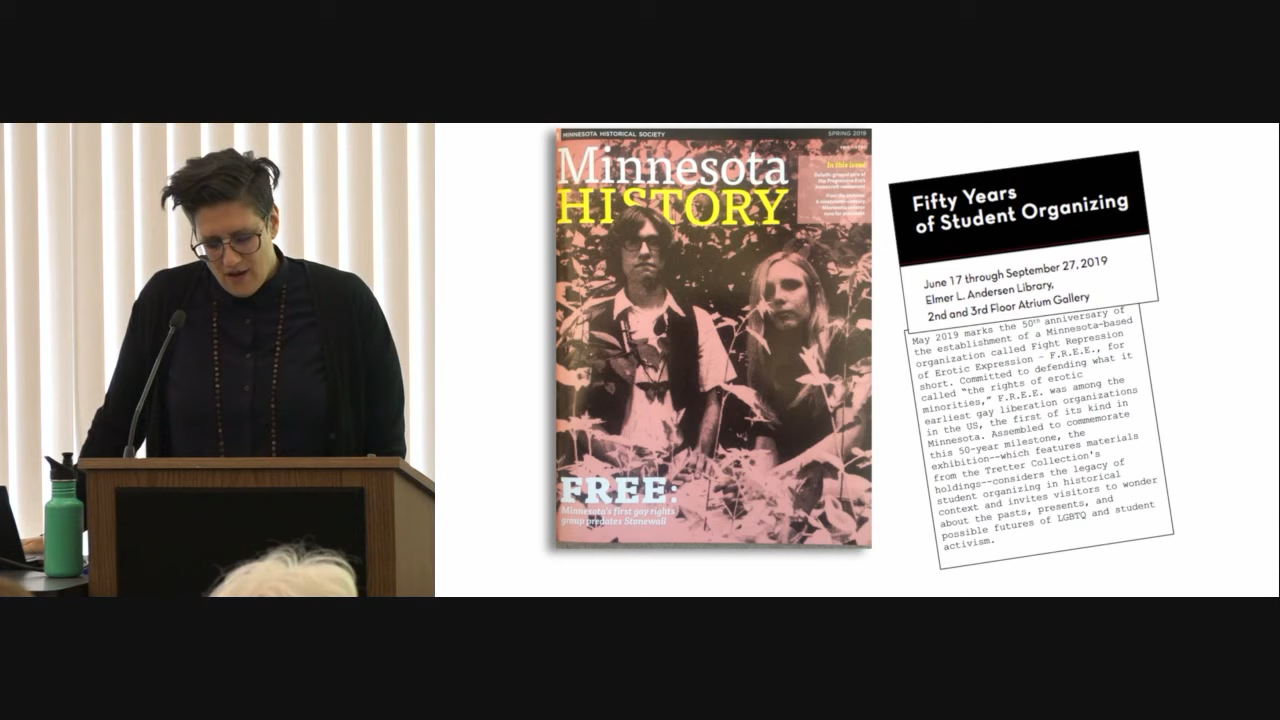 MINNESOTA HISTORICAL SOCIETY
SPRING 2019
Minnesota
HISTORY
In this issue
FREE:
Minnesota's first gay rights
group predates Stonewall
Fifty Years
of Student Organizing
June 17 through September 27, 2019
Elmer L. Andersen Library,
2nd and 3rd Floor Atrium Gallery
May 2019 marks the 50th anniversary of
the establishment of a Minnesota-based
organization called Fight Repression
of Erotic Expression – F.R.E.E., for
short. Committed to defending what it
called "the rights of erotic
minorities," F.R.E.E. was among the
earliest gay liberation organizations
in the US, the first of its kind in
Minnesota. Assembled to commemorate
this 50-year milestone, the
exhibition--which features materials
from the Tretter Collection's
holdings--considers the legacy of
student organizing in historical
context and invites visitors to wonder
about the pasts, presents, and
possible futures of LGBTQ and student
activism.